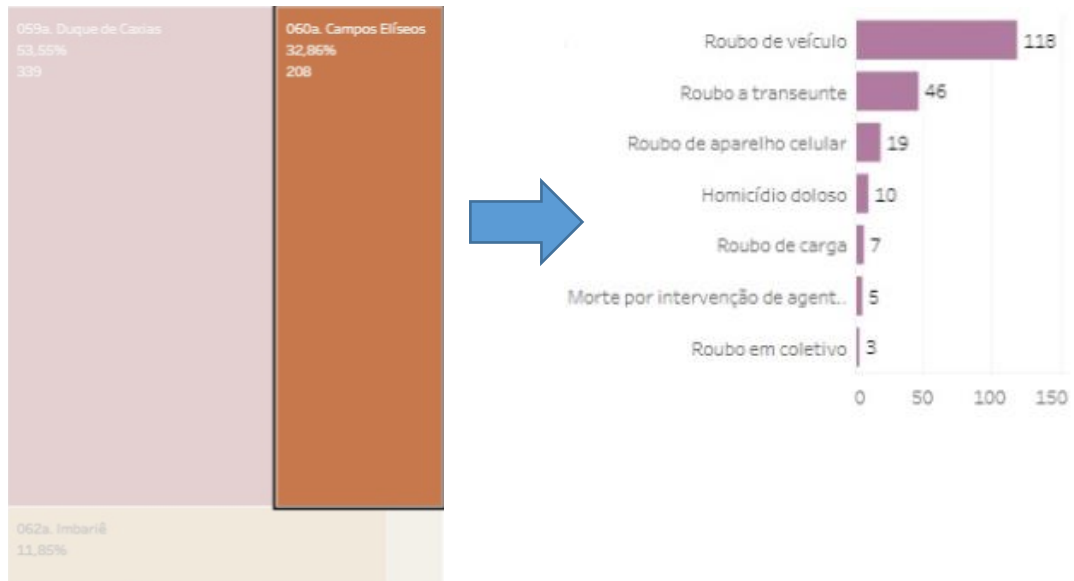 059a. Duque de Caxias
53,55%
339
060a. Campos Elíseos
32,86%
208
062a. Imbariê
11,85%
Roubo de veículo 118
Roubo a transeunte 46
Roubo de aparelho celular 19
Homicídio doloso 10
Roubo de carga 7
Morte por intervenção de agent.. 5
Roubo em coletivo 3
0 50 100 150